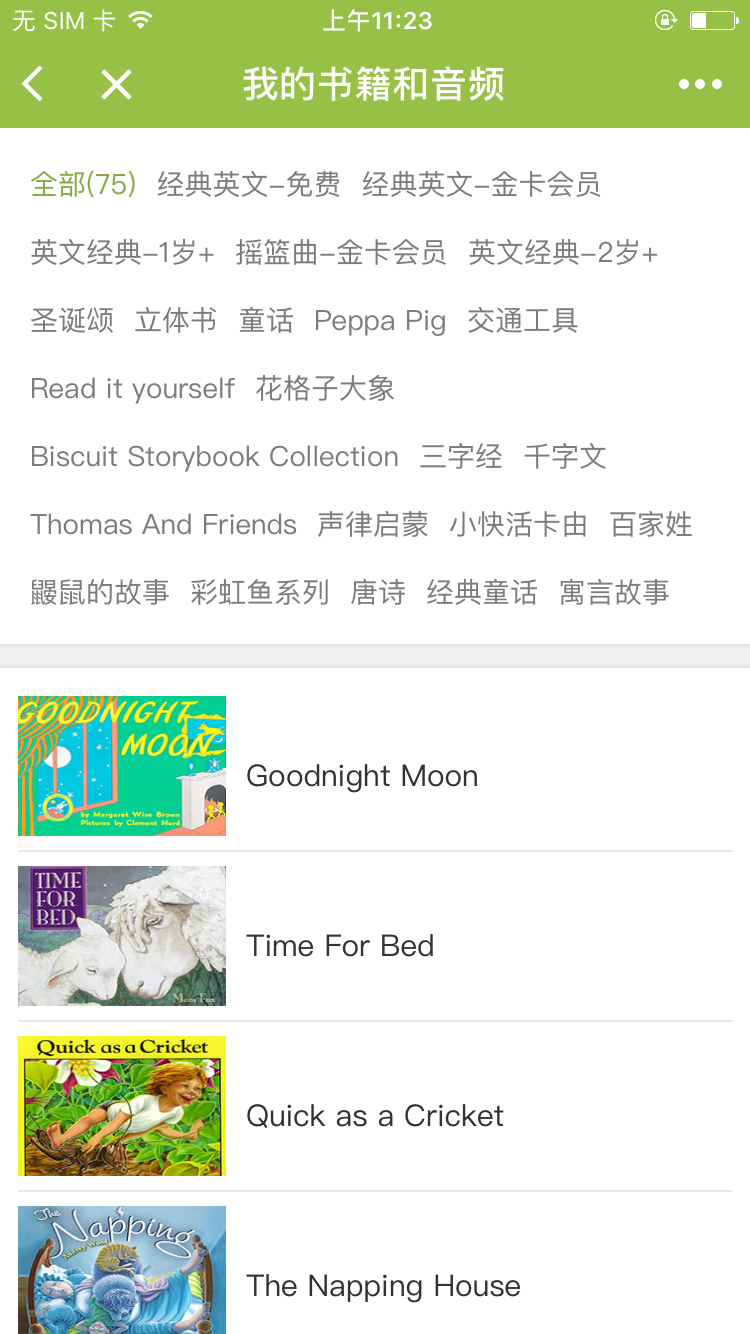 无 SIM 卡 上午11:23
我的书籍和音频
全部(75) 经典英文-免费 经典英文-金卡会员
英文经典-1岁+ 摇篮曲-金卡会员 英文经典-2岁+
圣诞颂 立体书 童话 Peppa Pig 交通工具
Read it yourself 花格子大象
Biscuit Storybook Collection 三字经 千字文
Thomas And Friends 声律启蒙 小快活卡由 百家姓
鼹鼠的故事 彩虹鱼系列 唐诗 经典童话 寓言故事
GOODNIGHT
MOON
by Margaret Wise Brown
Pictures by Clement Hurd
Goodnight Moon
TIME
FOR
BED
Mem Fox
Time For Bed
Quick as a Cricket
Quick as a Cricket
The
Napping
Audrey Wood
The Napping House